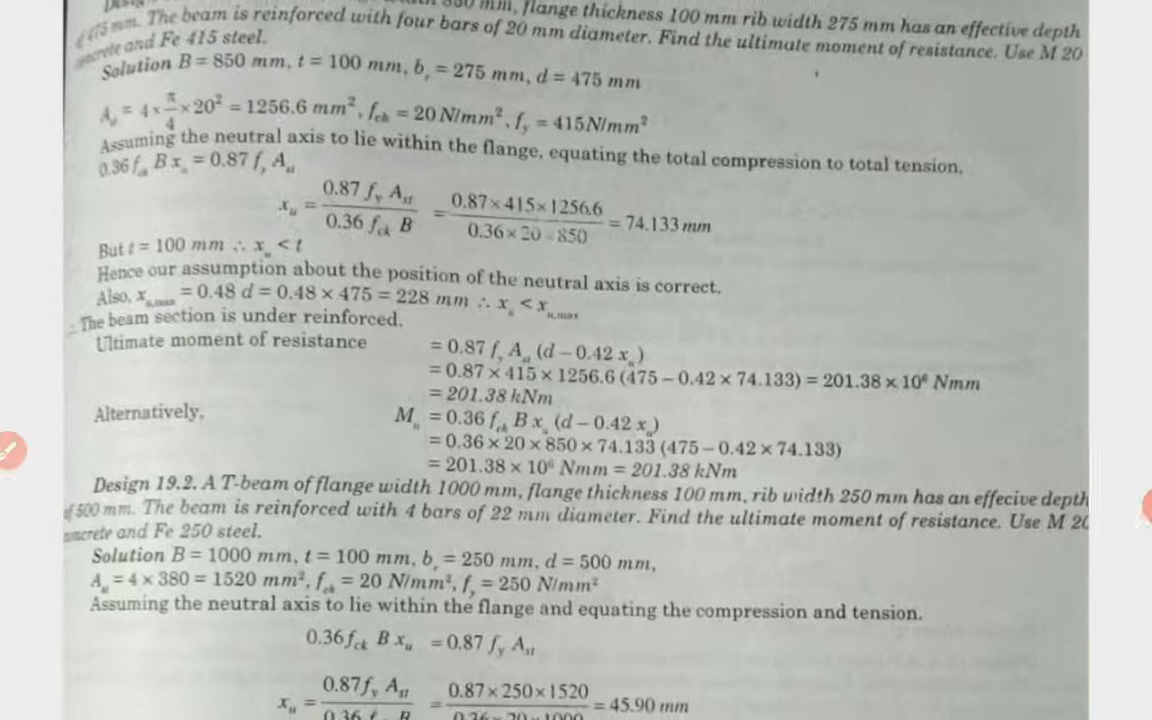 mm, flange thickness 100 mm rib width 275 mm has an effective depth
mm. The beam is reinforced with four bars of 20 mm diameter. Find the ultimate moment of resistance. Use M 20
and Fe 415 steel.
Solution B = 850 mm, t = 100 mm, b_r = 275 mm, d = 475 mm
A_st = 4 × π/4 × 20² = 1256.6 mm², f_ck = 20 N/mm², f_y = 415N/mm²
Assuming the neutral axis to lie within the flange, equating the total compression to total tension,
0.36 f_ck B x_u = 0.87 f_y A_st
x_u = 0.87 f_y A_st / 0.36 f_ck B = 0.87×415×1256.6 / 0.36×20×850 = 74.133 mm
But t = 100 mm ∴ x_u < t
Hence our assumption about the position of the neutral axis is correct.
Also, x_u,max = 0.48 d = 0.48 × 475 = 228 mm ∴ x_u < x_u,max
∴ The beam section is under reinforced.
Ultimate moment of resistance = 0.87 f_y A_st (d – 0.42 x_u)
= 0.87 × 415 × 1256.6 (475 – 0.42 × 74.133) = 201.38 × 10⁶ Nmm
= 201.38 kNm
Alternatively, M_u = 0.36 f_ck B x_u (d – 0.42 x_u)
= 0.36 × 20 × 850 × 74.133 (475 – 0.42 × 74.133)
= 201.38 × 10⁶ Nmm = 201.38 kNm
Design 19.2. A T-beam of flange width 1000 mm, flange thickness 100 mm, rib width 250 mm has an effecive depth
of 500 mm. The beam is reinforced with 4 bars of 22 mm diameter. Find the ultimate moment of resistance. Use M 20
and Fe 250 steel.
Solution B = 1000 mm, t = 100 mm, b_r = 250 mm, d = 500 mm,
A_st = 4 × 380 = 1520 mm², f_ck = 20 N/mm², f_y = 250 N/mm²
Assuming the neutral axis to lie within the flange and equating the compression and tension.
0.36f_ck B x_u = 0.87 f_y A_st
x_u = 0.87f_y A_st / 0.36 f B = 0.87×250×1520 / 0.36×20×1000 = 45.90 mm